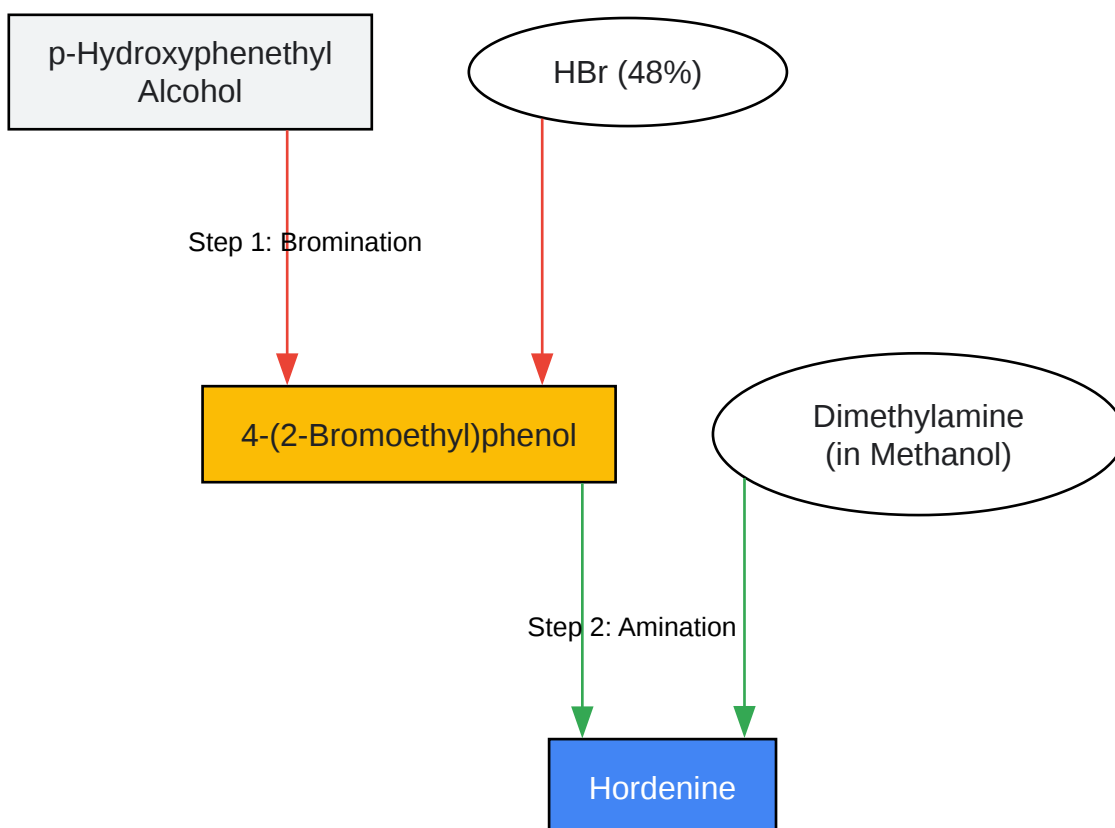 p-Hydroxyphenethyl
Alcohol
HBr (48%)
Step 1: Bromination
4-(2-Bromoethyl)phenol
Dimethylamine
(in Methanol)
Step 2: Amination
Hordenine